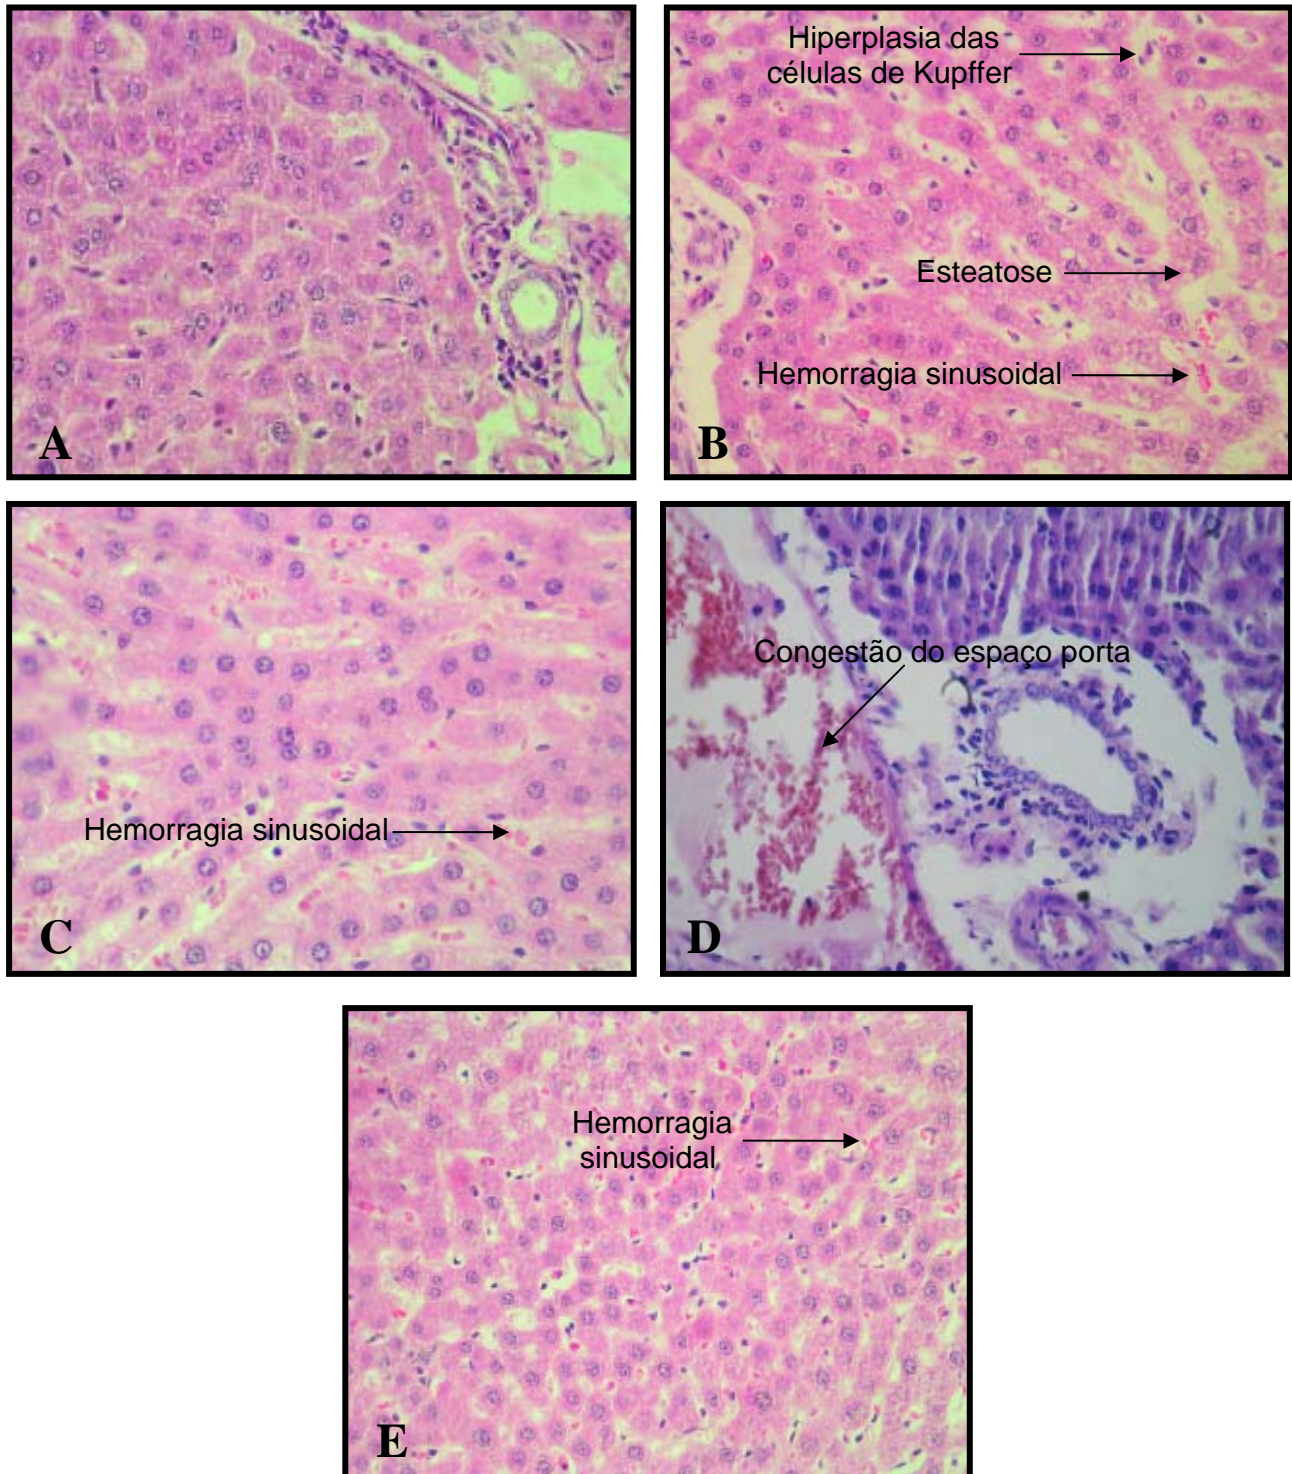 A
Hiperplasia das
células de Kupffer
Esteatose
Hemorragia sinusoidal
B
Hemorragia sinusoidal
C
Congestão do espaço porta
D
Hemorragia
sinusoidal
E